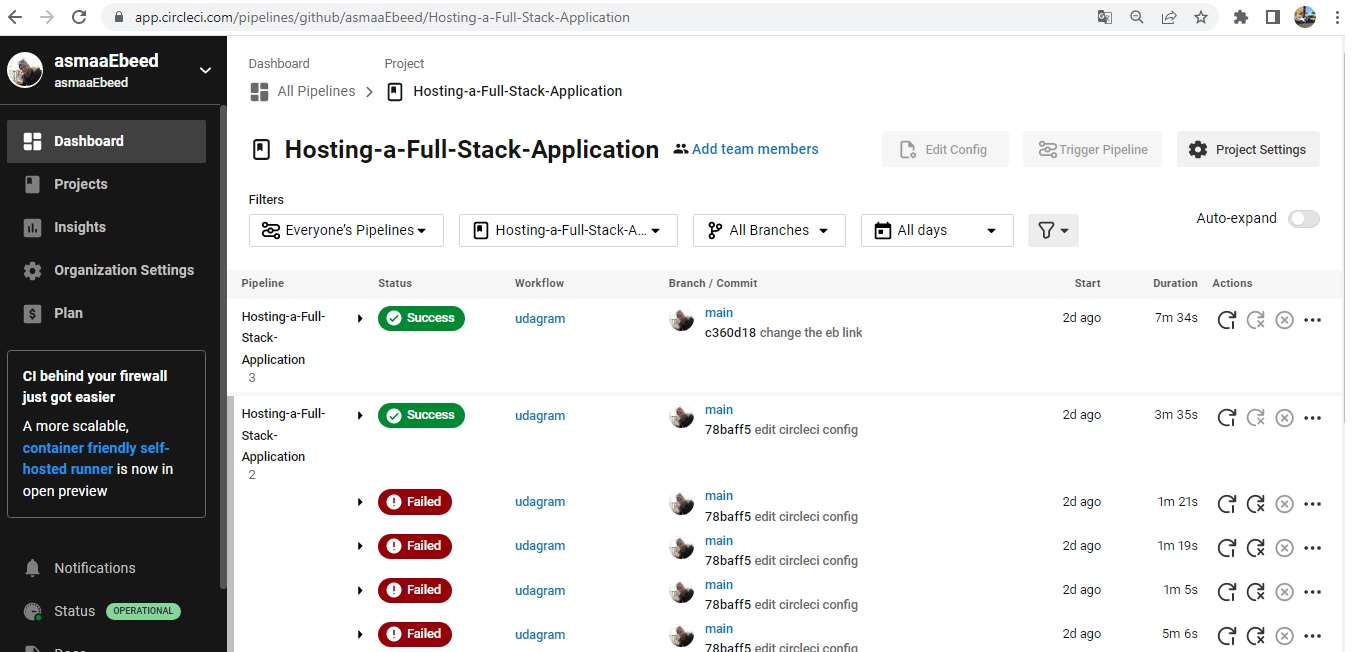 app.circleci.com/pipelines/github/asmaaEbeed/Hosting-a-Full-Stack-Application
asmaaEbeed
asmaaEbeed
Dashboard
Projects
Insights
Organization Settings
Plan
CI behind your firewall
just got easier
A more scalable,
container friendly self-
hosted runner is now in
open preview
Notifications
Status OPERATIONAL
Dashboard Project
All Pipelines Hosting-a-Full-Stack-Application
Hosting-a-Full-Stack-Application Add team members Edit Config Trigger Pipeline Project Settings
Filters
Everyone's Pipelines Hosting-a-Full-Stack-A... All Branches All days Auto-expand
Pipeline Status Workflow Branch / Commit Start Duration Actions
Hosting-a-Full-
Stack-
Application
3
Success udagram main 2d ago 7m 34s
c360d18 change the eb link
Hosting-a-Full-
Stack-
Application
2
Success udagram main 2d ago 3m 35s
78baff5 edit circleci config
Failed udagram main 2d ago 1m 21s
78baff5 edit circleci config
Failed udagram main 2d ago 1m 19s
78baff5 edit circleci config
Failed udagram main 2d ago 1m 5s
78baff5 edit circleci config
Failed udagram main 2d ago 5m 6s
78baff5 edit circleci config